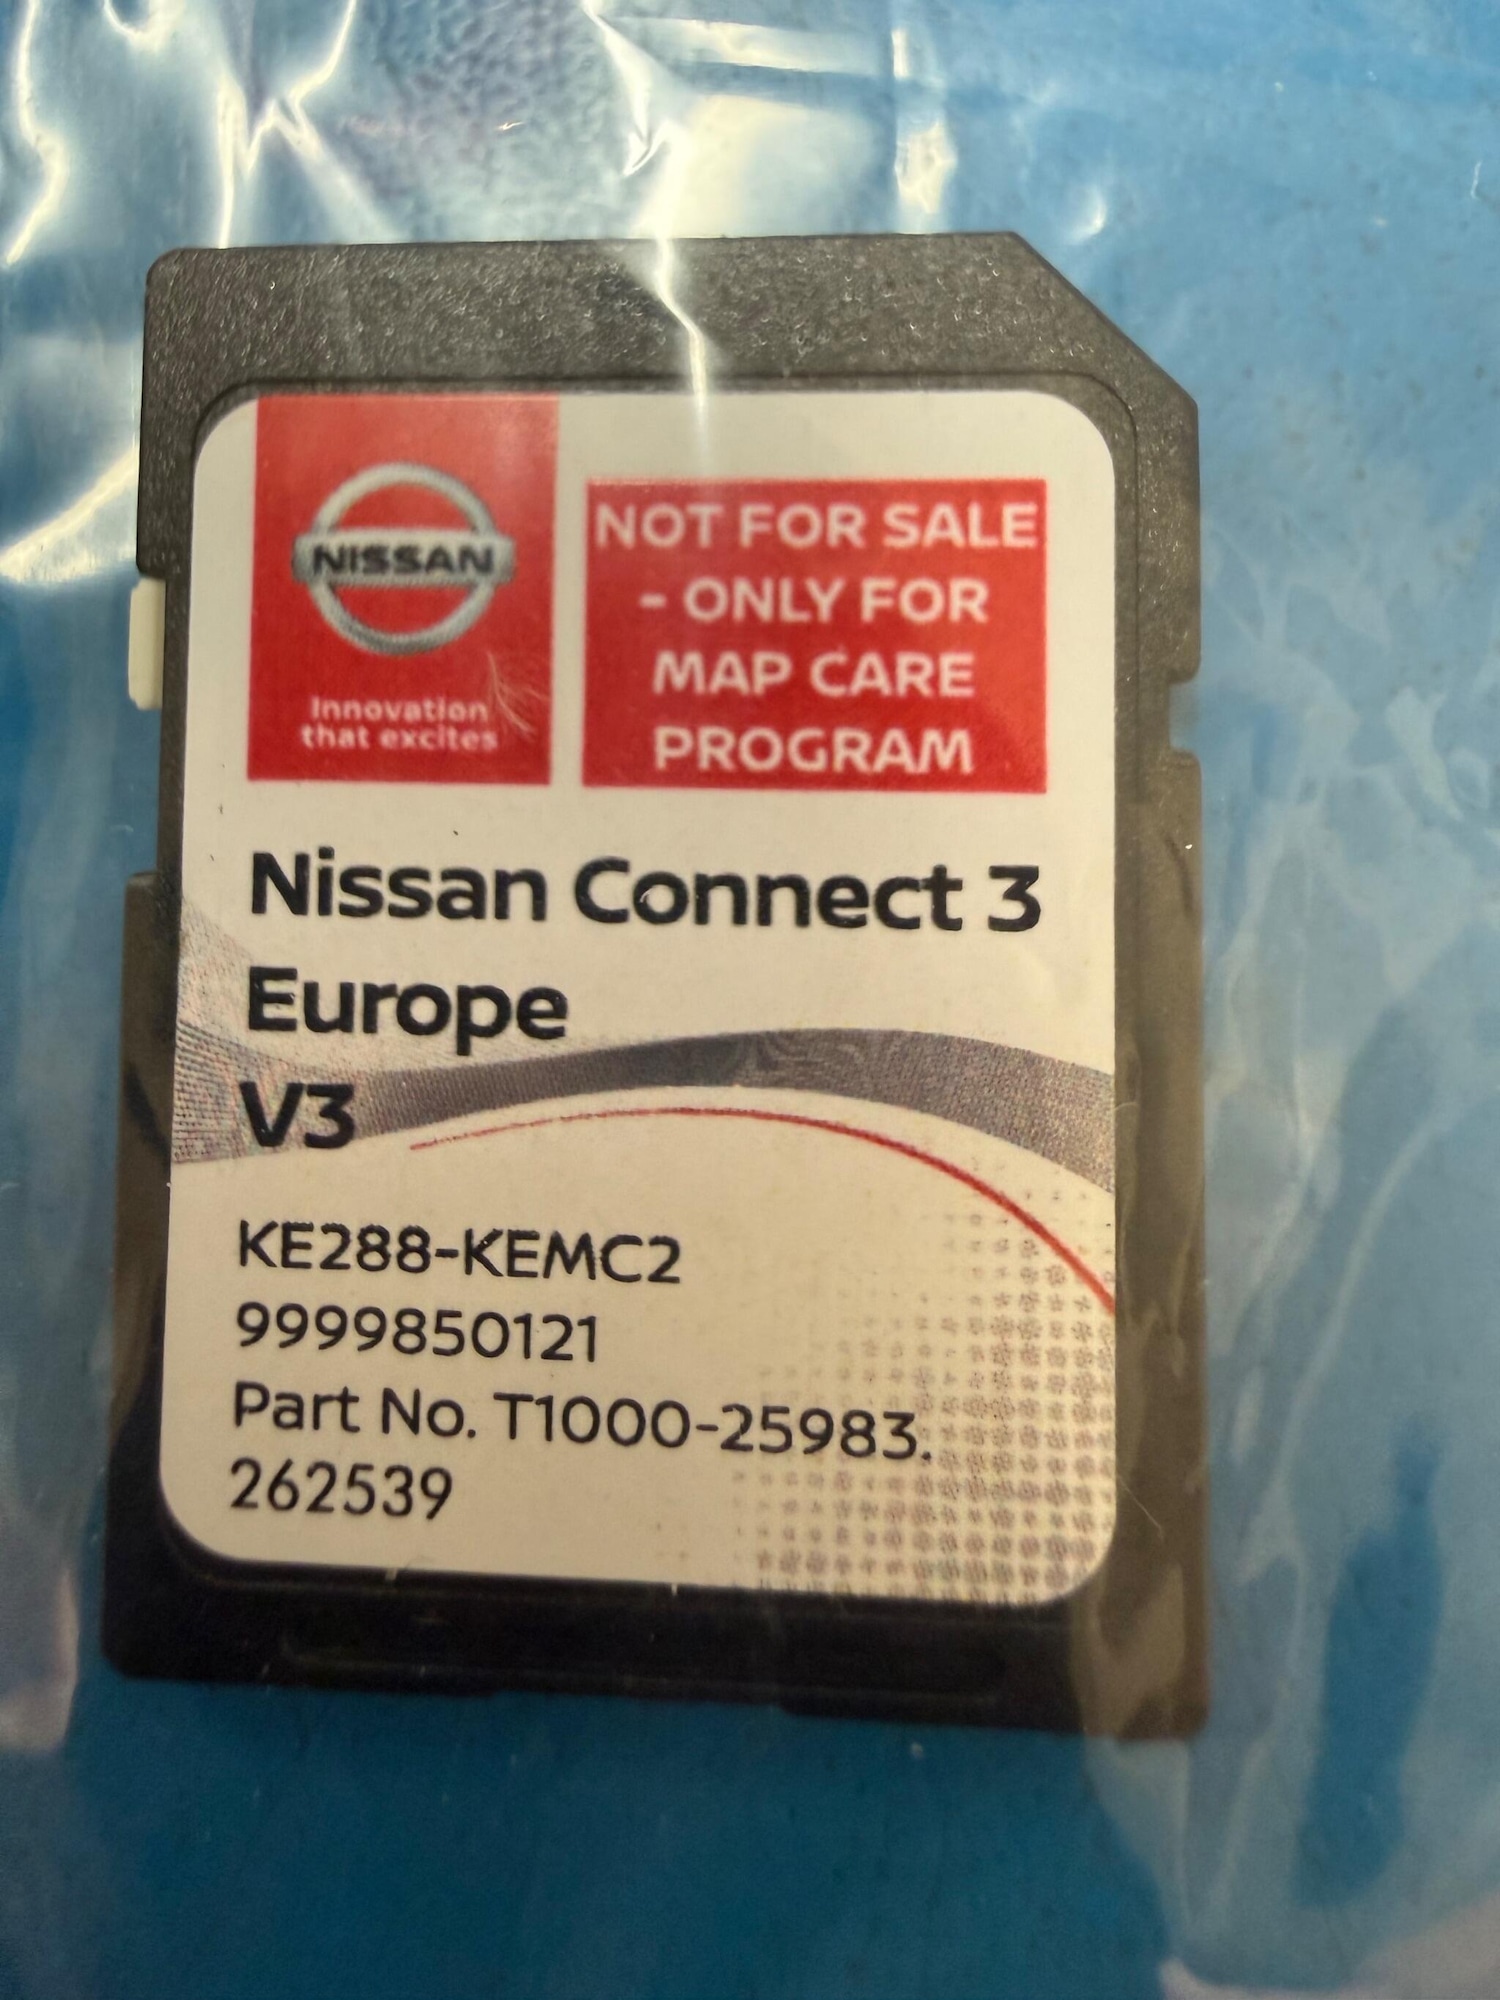 NISSAN
Innovation
that excites
NOT FOR SALE
- ONLY FOR
MAP CARE
PROGRAM
Nissan Connect 3
Europe
V3
KE288-KEMC2
9999850121
Part No. T1000-25983.
262539